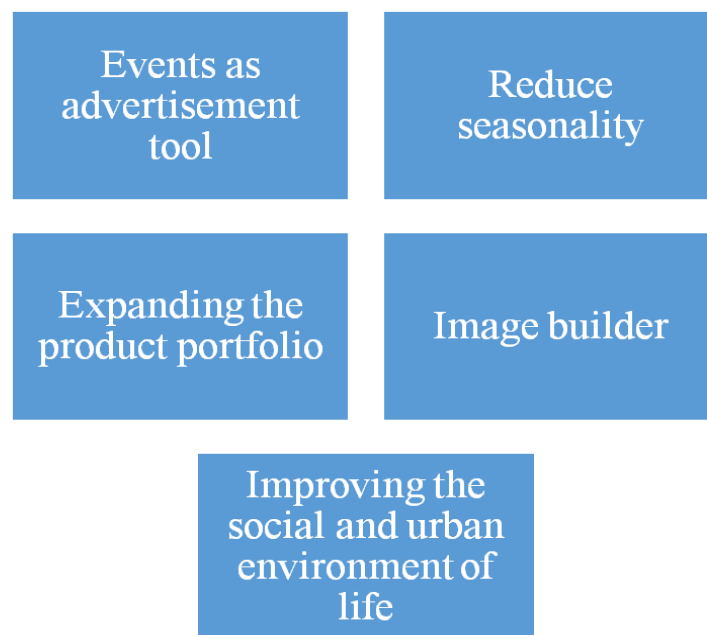 Events as
advertisement
tool
Reduce
seasonality
Expanding the
product portfolio
Image builder
Improving the
social and urban
environment of
life